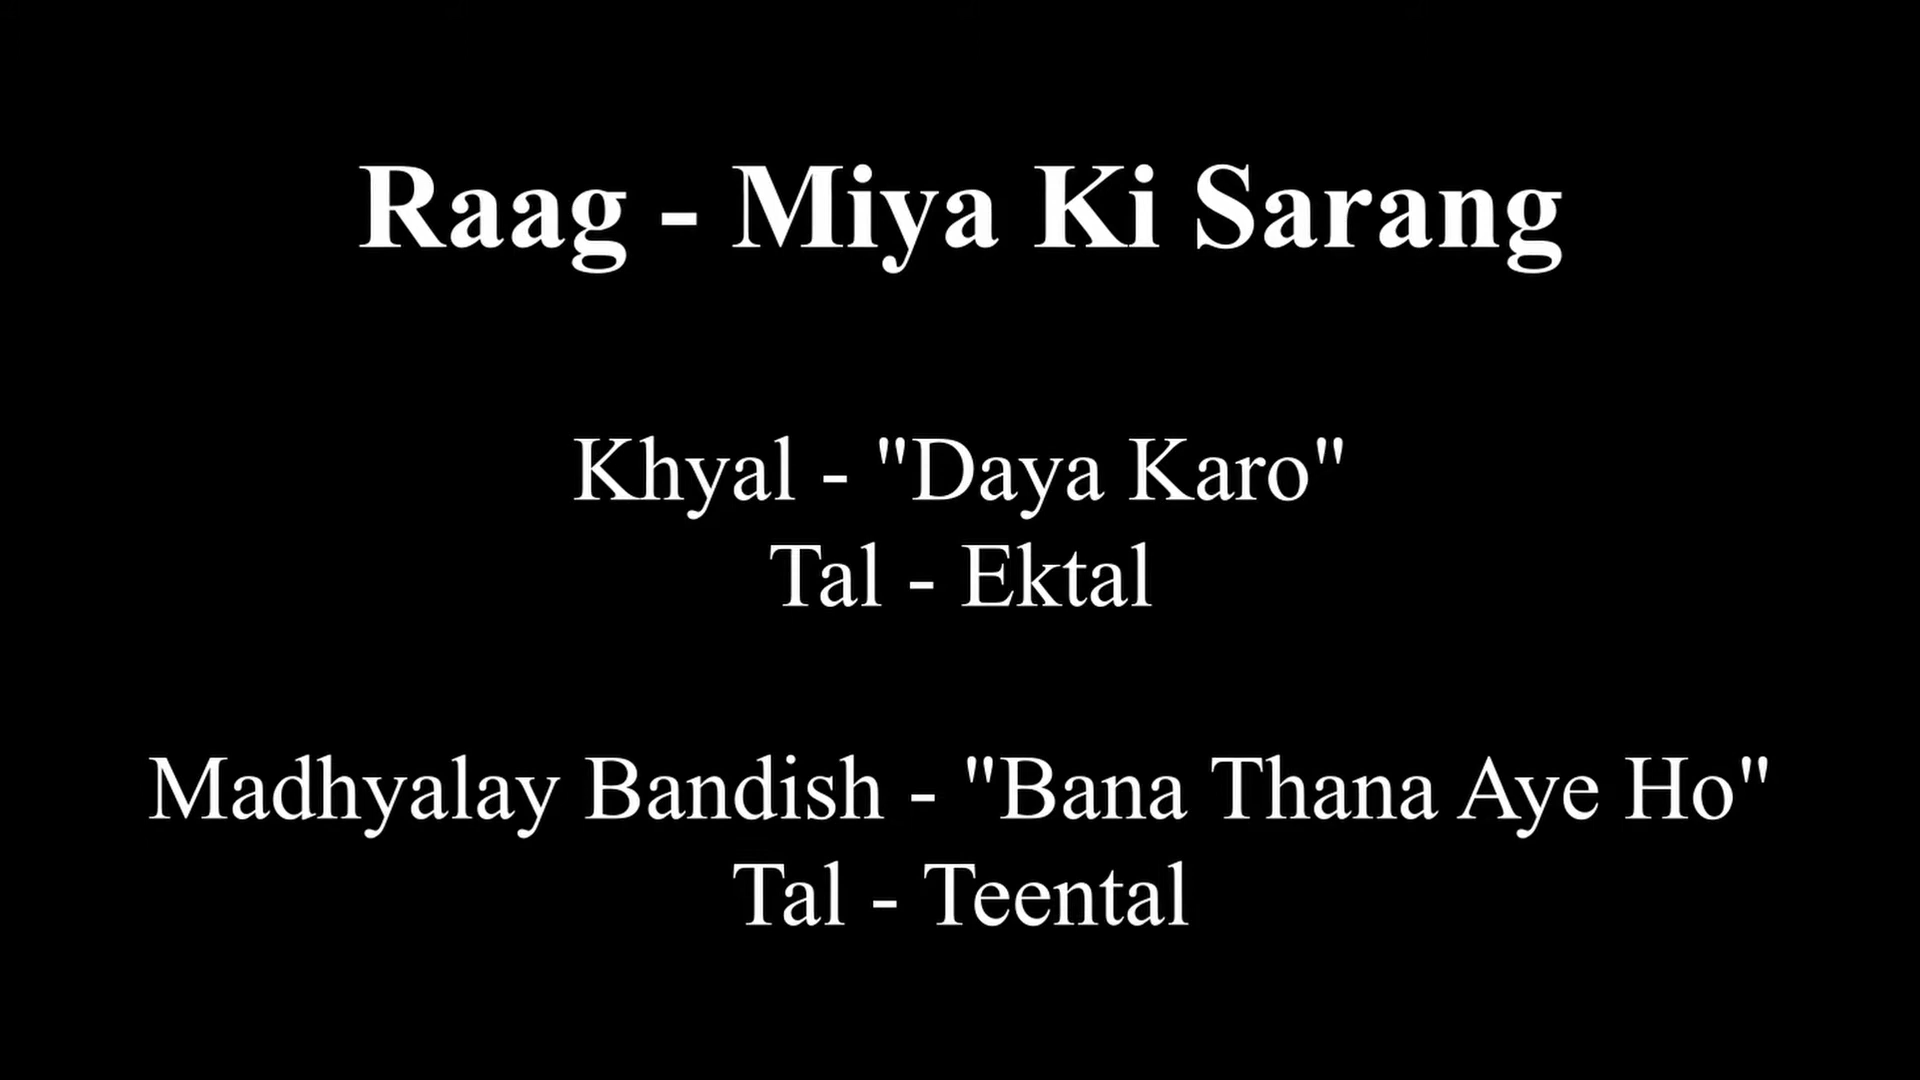 Raag - Miya Ki Sarang
Khyal - "Daya Karo"
Tal - Ektal
Madhyalay Bandish - "Bana Thana Aye Ho"
Tal - Teental